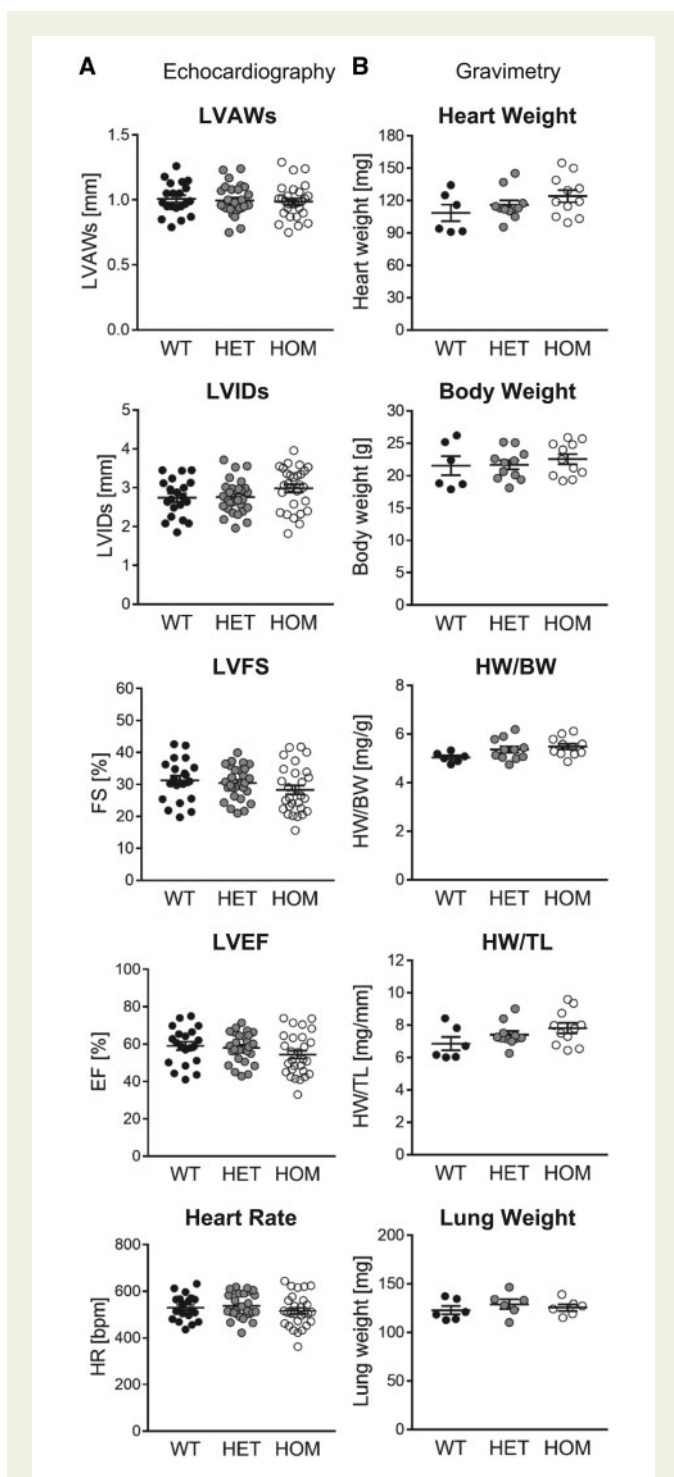 A Echocardiography B Gravimetry
LVAWs
LVAWs [mm]
1.5
1.0
0.5
0.0
WT HET HOM
Heart Weight
Heart weight [mg]
180
150
120
90
60
30
0
WT HET HOM
LVIDs
LVIDs [mm]
5
4
3
2
1
0
WT HET HOM
Body Weight
Body weight [g]
30
25
20
15
10
5
0
WT HET HOM
LVFS
FS [%]
60
50
40
30
20
10
0
WT HET HOM
HW/BW
HW/BW [mg/g]
8
6
4
2
0
WT HET HOM
LVEF
EF [%]
100
80
60
40
20
0
WT HET HOM
HW/TL
HW/TL [mg/mm]
12
10
8
6
4
2
0
WT HET HOM
Heart Rate
HR [bpm]
800
600
400
200
0
WT HET HOM
Lung Weight
Lung weight [mg]
200
150
100
50
0
WT HET HOM